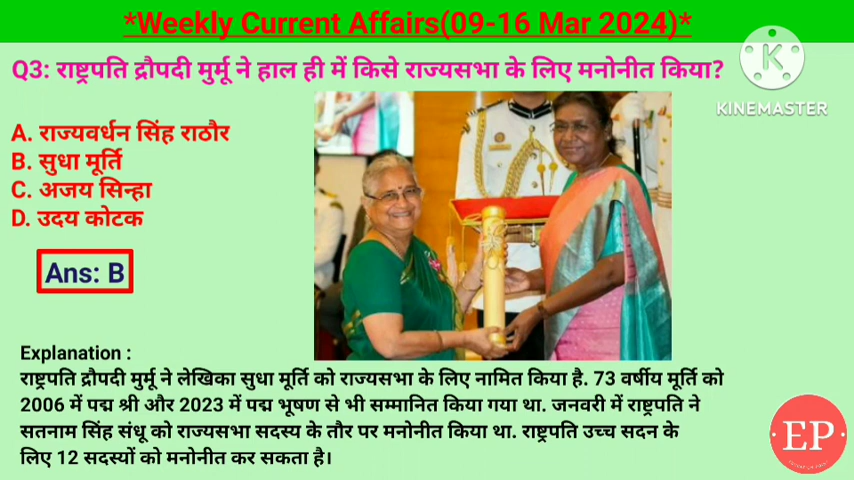 *Weekly Current Affairs(09-16 Mar 2024)*
Q3: राष्ट्रपति द्रौपदी मुर्मू ने हाल ही में किसे राज्यसभा के लिए मनोनीत किया?
KINEMASTER
A. राज्यवर्धन सिंह राठौर
B. सुधा मूर्ति
C. अजय सिन्हा
D. उदय कोटक
Ans: B
Explanation :
राष्ट्रपति द्रौपदी मुर्मू ने लेखिका सुधा मूर्ति को राज्यसभा के लिए नामित किया है. 73 वर्षीय मूर्ति को
2006 में पद्म श्री और 2023 में पद्म भूषण से भी सम्मानित किया गया था. जनवरी में राष्ट्रपति ने
सतनाम सिंह संधू को राज्यसभा सदस्य के तौर पर मनोनीत किया था. राष्ट्रपति उच्च सदन के
लिए 12 सदस्यों को मनोनीत कर सकता है।
EP